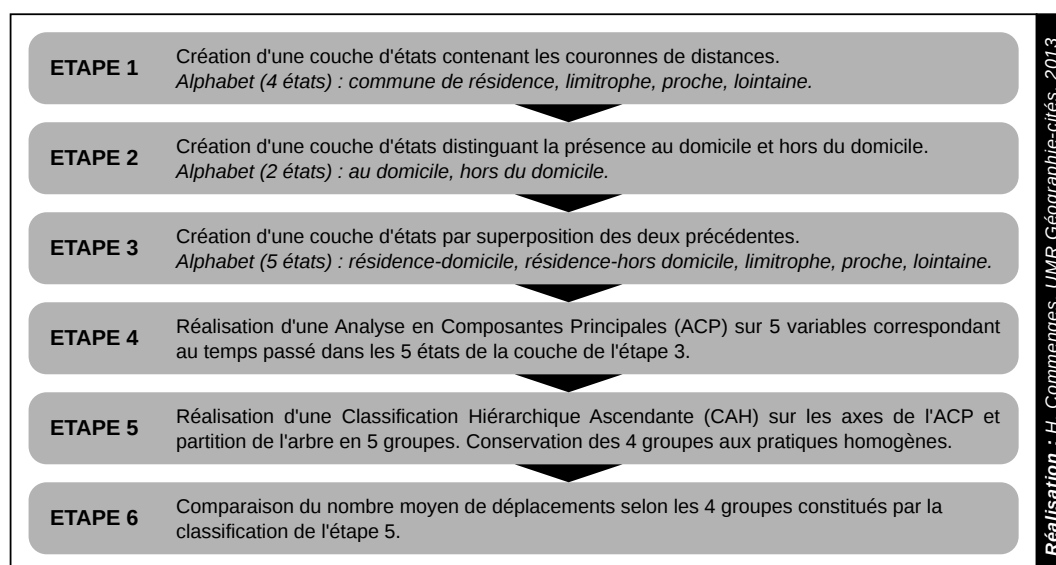 ETAPE 1
Création d'une couche d'états contenant les couronnes de distances.
Alphabet (4 états) : commune de résidence, limitrophe, proche, lointaine.
ETAPE 2
Création d'une couche d'états distinguant la présence au domicile et hors du domicile.
Alphabet (2 états) : au domicile, hors du domicile.
ETAPE 3
Création d'une couche d'états par superposition des deux précédentes.
Alphabet (5 états) : résidence-domicile, résidence-hors domicile, limitrophe, proche, lointaine.
ETAPE 4
Réalisation d'une Analyse en Composantes Principales (ACP) sur 5 variables correspondant
au temps passé dans les 5 états de la couche de l'étape 3.
ETAPE 5
Réalisation d'une Classification Hiérarchique Ascendante (CAH) sur les axes de l'ACP et
partition de l'arbre en 5 groupes. Conservation des 4 groupes aux pratiques homogènes.
ETAPE 6
Comparaison du nombre moyen de déplacements selon les 4 groupes constitués par la
classification de l'étape 5.
Réalisation : H. Commenges, UMR Géographie-cités, 2013